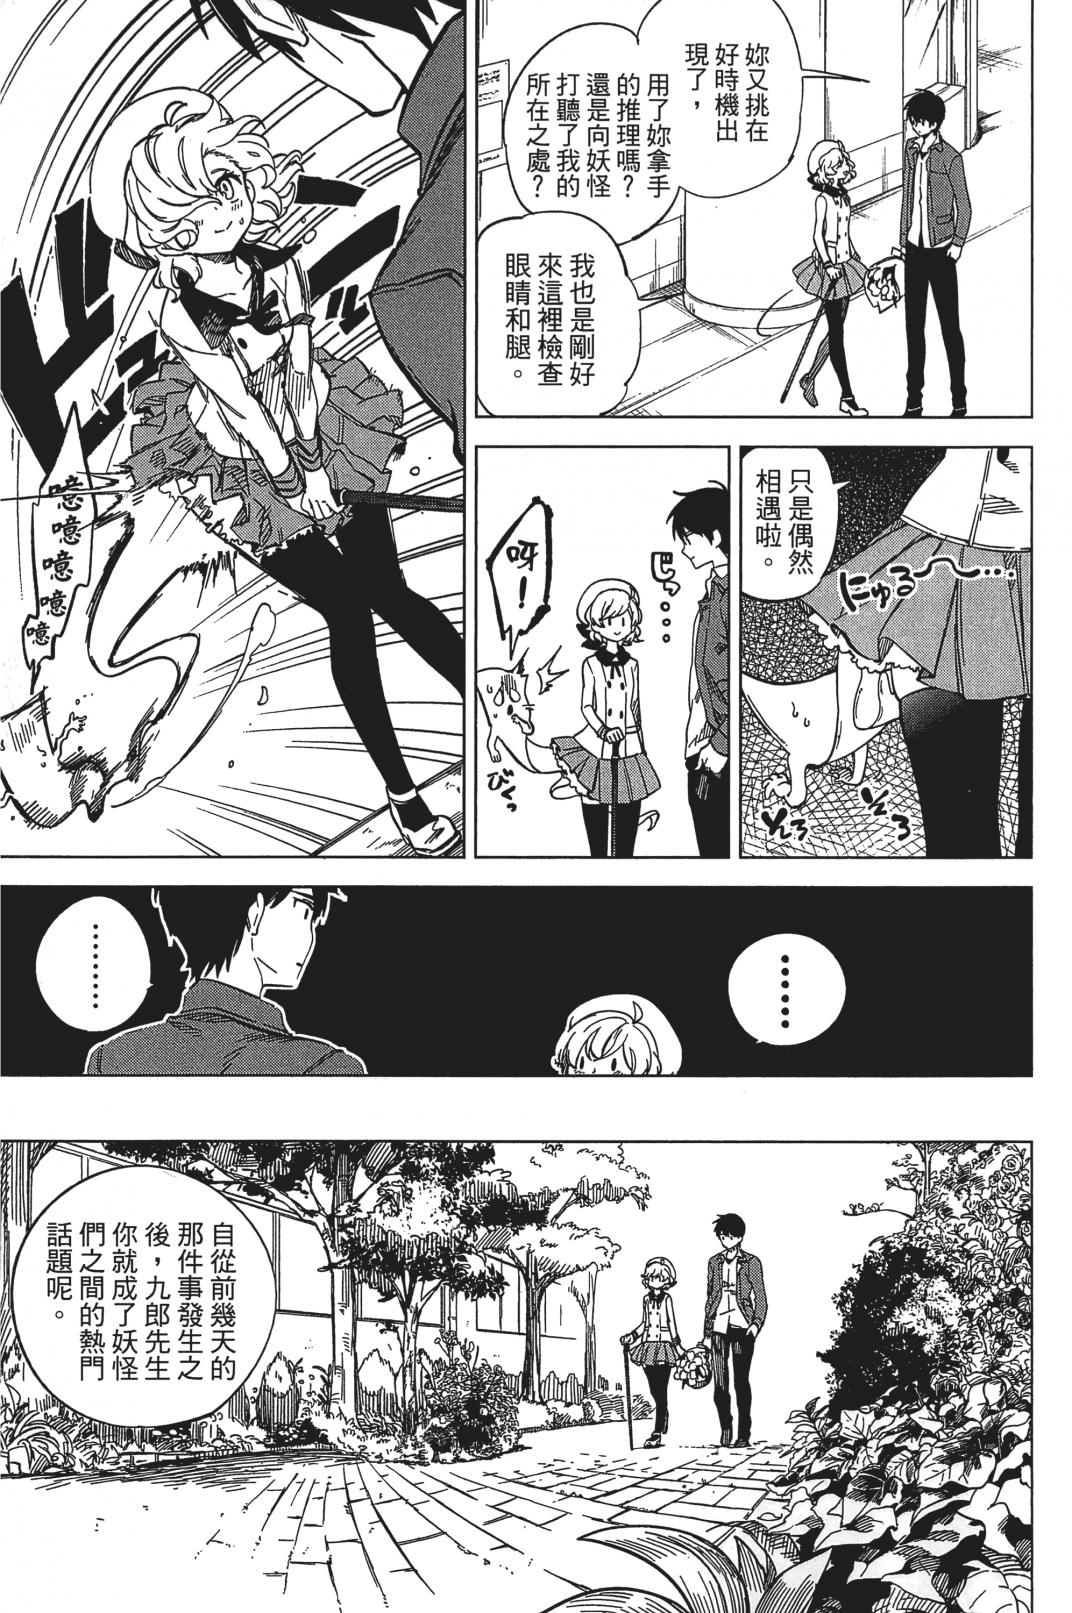 妳又挑在
好時機出
現了，
用了妳拿手
的推理嗎？
還是向妖怪
打聽了我的
所在之處？
我也是剛好
來這裡檢查
眼睛和腿。
只是偶然
相遇啦。
にゅる〜〜…
そろ
そろ
じっ…
呀！
びくっ
噫噫噫噫噫
………
………
自從前幾天的
那件事發生之
後，九郎先生
你就成了妖怪
們之間的熱門
話題呢。